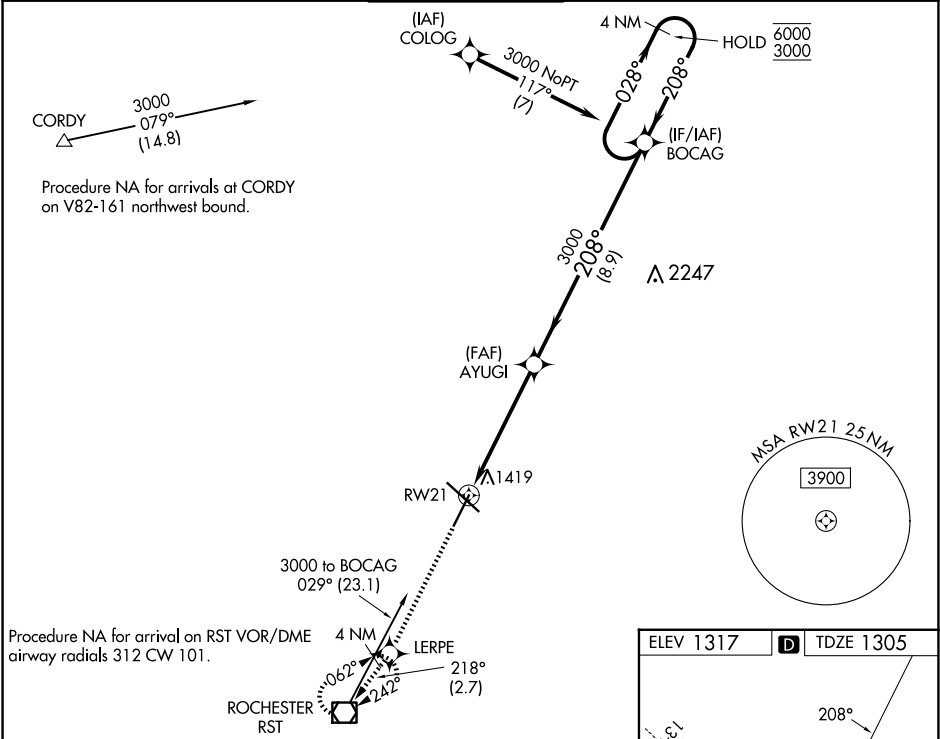 (IAF)
COLOG
3000 NoPT
117°
(7)
4 NM
HOLD
6000
3000
028°
208°
(IF/IAF)
BOCAG
CORDY
3000
079°
(14.8)
Procedure NA for arrivals at CORDY
on V82-161 northwest bound.
3000
208°
(8.9)
2247
(FAF)
AYUGI
MSA RW21 25 NM
3900
RW21
1419
3000 to BOCAG
029° (23.1)
Procedure NA for arrival on RST VOR/DME
airway radials 312 CW 101.
4 NM
LERPE
062°
242°
218°
(2.7)
ROCHESTER
RST
ELEV 1317
D
TDZE 1305
208°